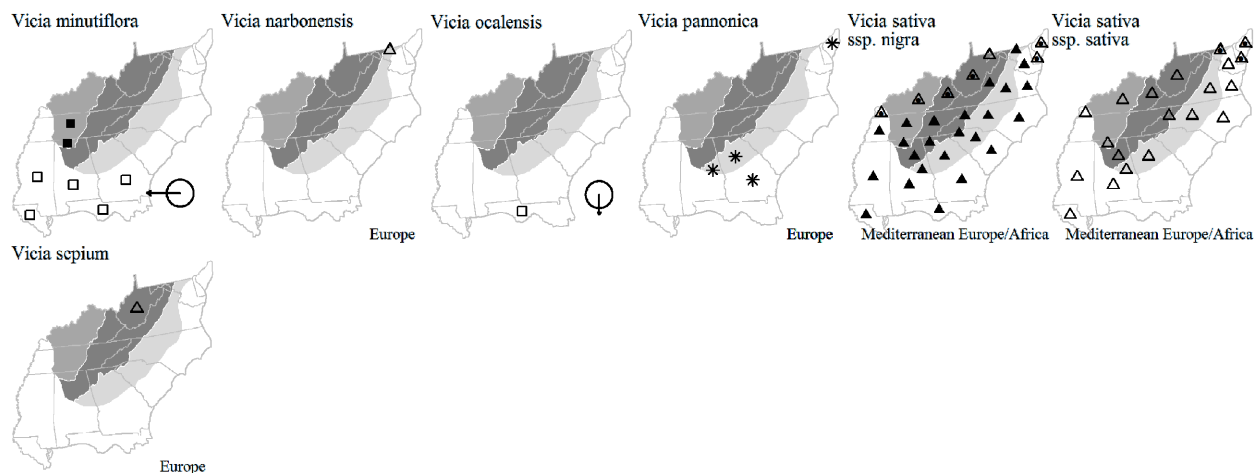 Vicia minutiflora
Vicia narbonensis
Vicia ocalensis
Vicia pannonica
Vicia sativa
ssp. nigra
Vicia sativa
ssp. sativa
Europe
Europe
Mediterranean Europe/Africa
Mediterranean Europe/Africa
Vicia sepium
Europe